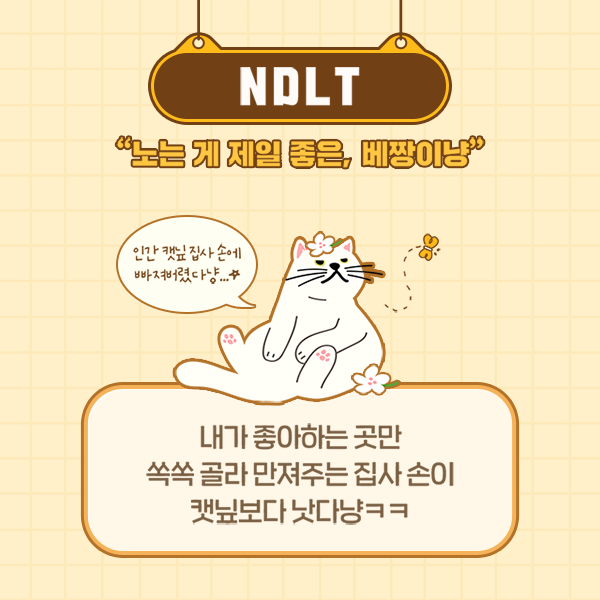 NDLT
“노는 게 제일 좋은, 베짱이냥”
인간 캣닢 집사 손에
빠져버렸다냥...☆
내가 좋아하는 곳만
쏙쏙 골라 만져주는 집사 손이
캣닢보다 낫다냥ㅋㅋ